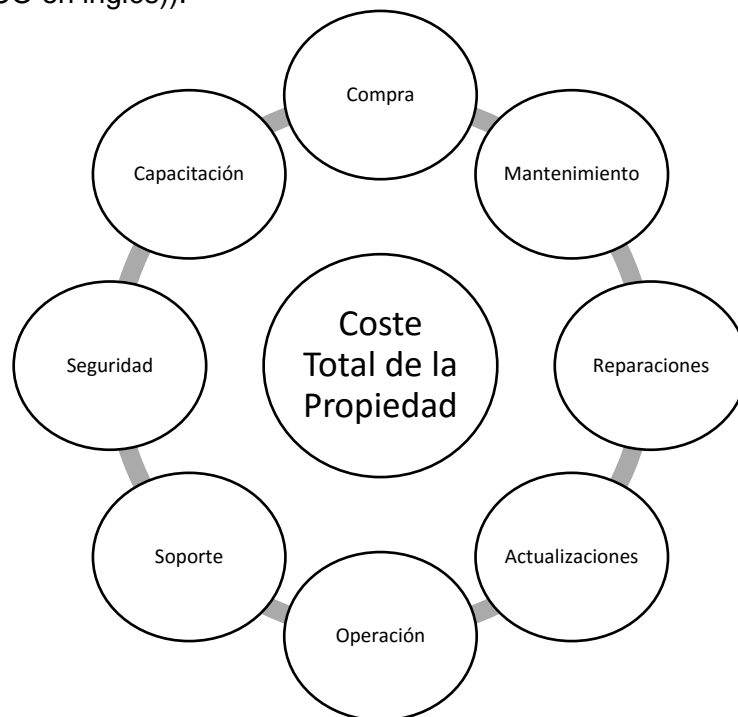 en inglés)).
Compra
Capacitación
Mantenimiento
Coste
Total de la
Propiedad
Seguridad
Reparaciones
Soporte
Actualizaciones
Operación